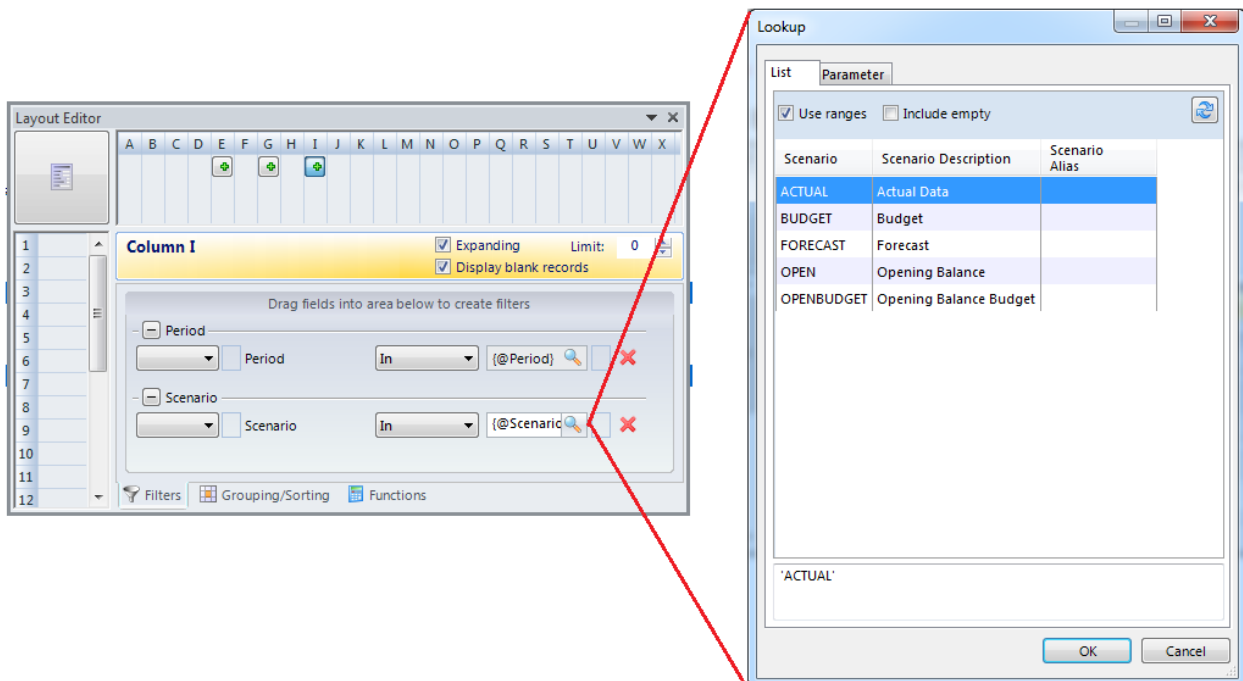 Layout Editor
A B C D E F G H I J K L M N O P Q R S T U V W X
1
2
3
4
5
6
7
8
9
10
11
12
Column I
Expanding
Limit: 0
Display blank records
Drag fields into area below to create filters
Period
Period In {@Period}
Scenario
Scenario In {@Scenario
Filters Grouping/Sorting Functions
Lookup
List Parameter
Use ranges Include empty
Scenario Scenario Description Scenario
Alias
ACTUAL Actual Data
BUDGET Budget
FORECAST Forecast
OPEN Opening Balance
OPENBUDGET Opening Balance Budget
'ACTUAL'
OK Cancel